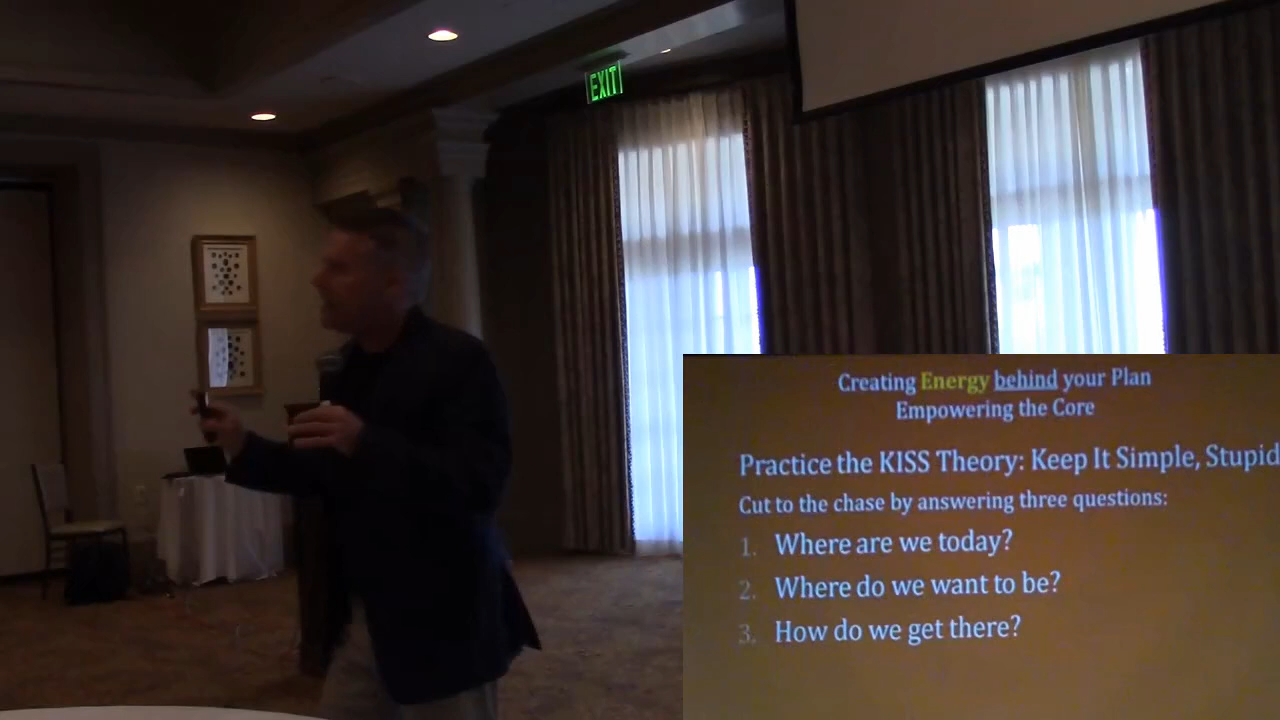 EXIT
Creating Energy behind your Plan
Empowering the Core
Practice the KISS Theory: Keep It Simple, Stupid
Cut to the chase by answering three questions:
1. Where are we today?
2. Where do we want to be?
3. How do we get there?